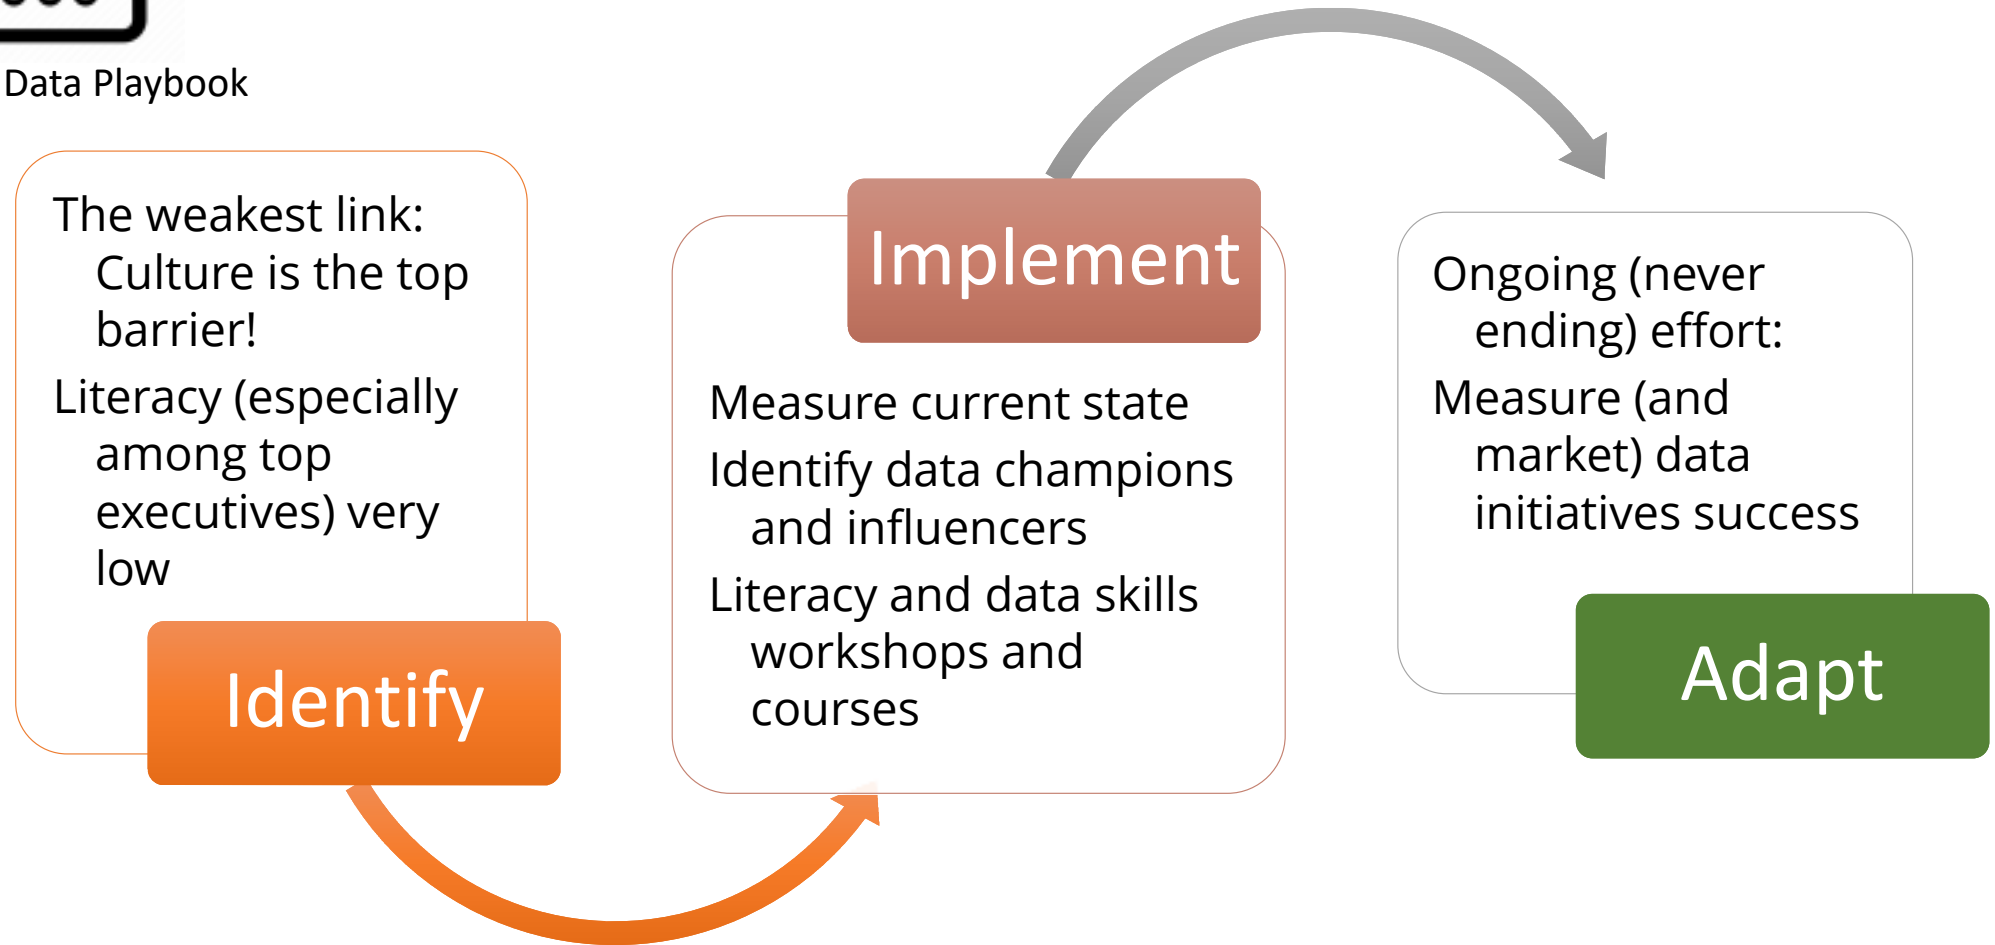 Data Playbook
The weakest link:
Culture is the top
barrier!
Literacy (especially
among top
executives) very
low
Identify
Implement
Measure current state
Identify data champions
and influencers
Literacy and data skills
workshops and
courses
Ongoing (never
ending) effort:
Measure (and
market) data
initiatives success
Adapt